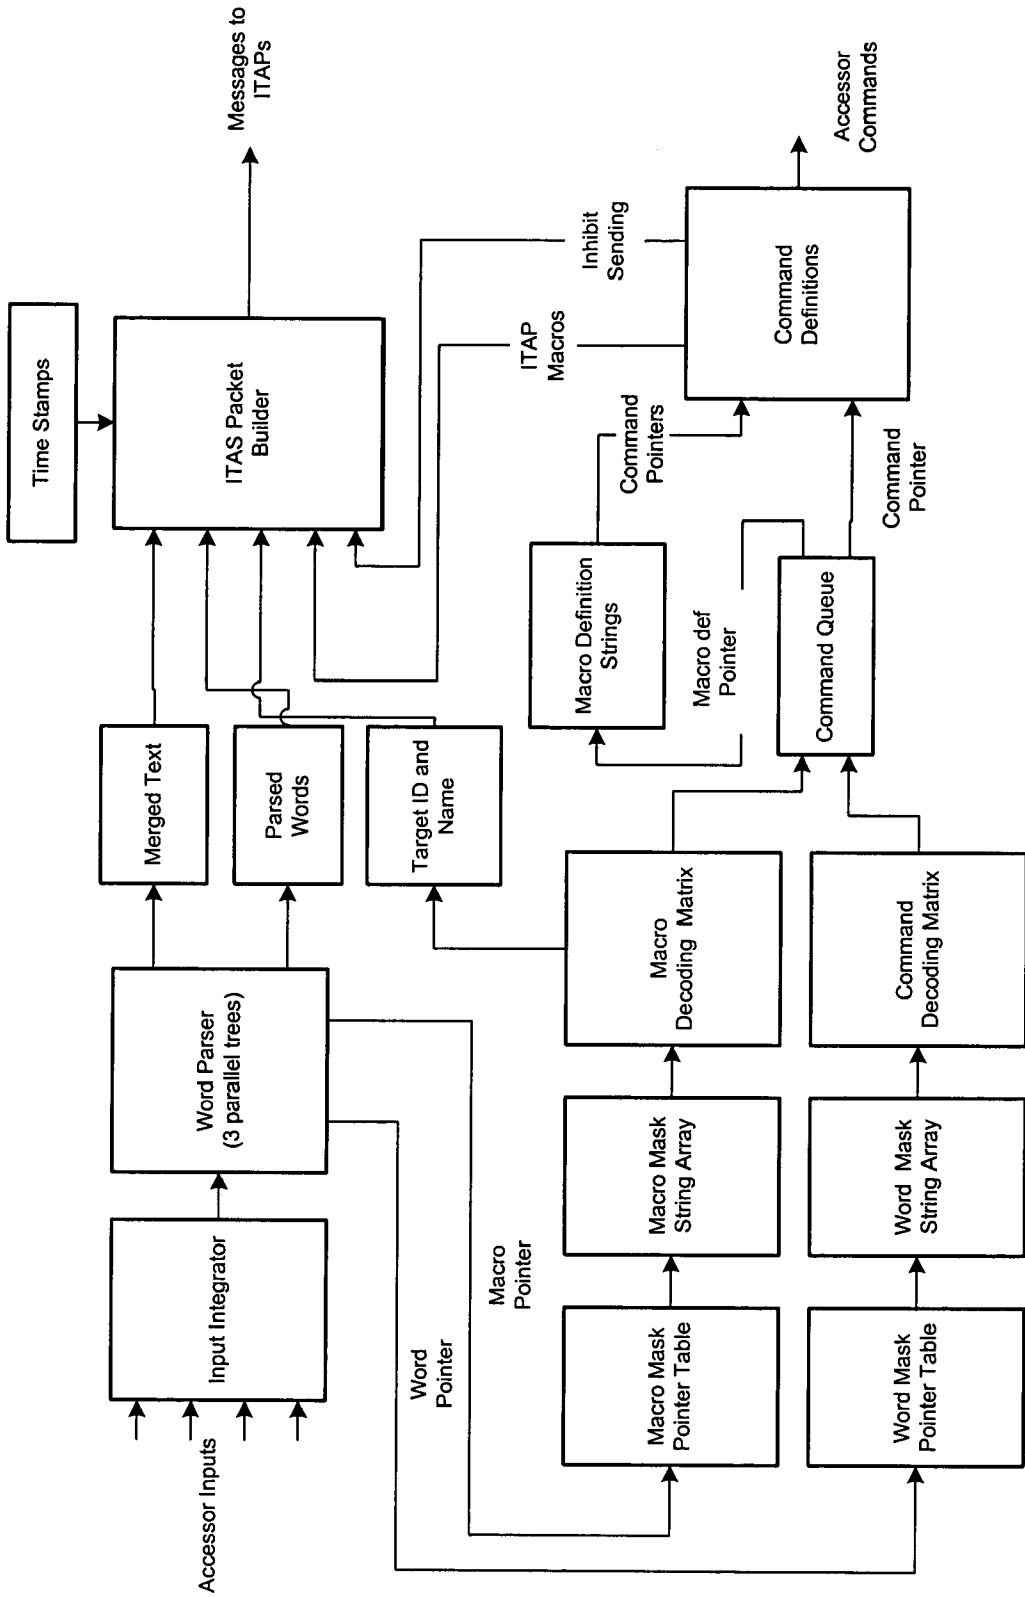 Time Stamps
Messages to
ITAPs
ITAS Packet
Builder
Merged Text
Parsed
Words
Target ID and
Name
Word Parser
(3 parallel trees)
Input Integrator
Accessor Inputs
Word
Pointer
Macro
Pointer
Inhibit
Sending
ITAP
Macros
Command
Pointers
Macro Definition
Strings
Macro def
Pointer
Command
Definitions
Accessor
Commands
Command
Pointer
Command Queue
Macro
Decoding Matrix
Macro Mask
String Array
Macro Mask
Pointer Table
Command
Decoding Matrix
Word Mask
String Array
Word Mask
Pointer Table